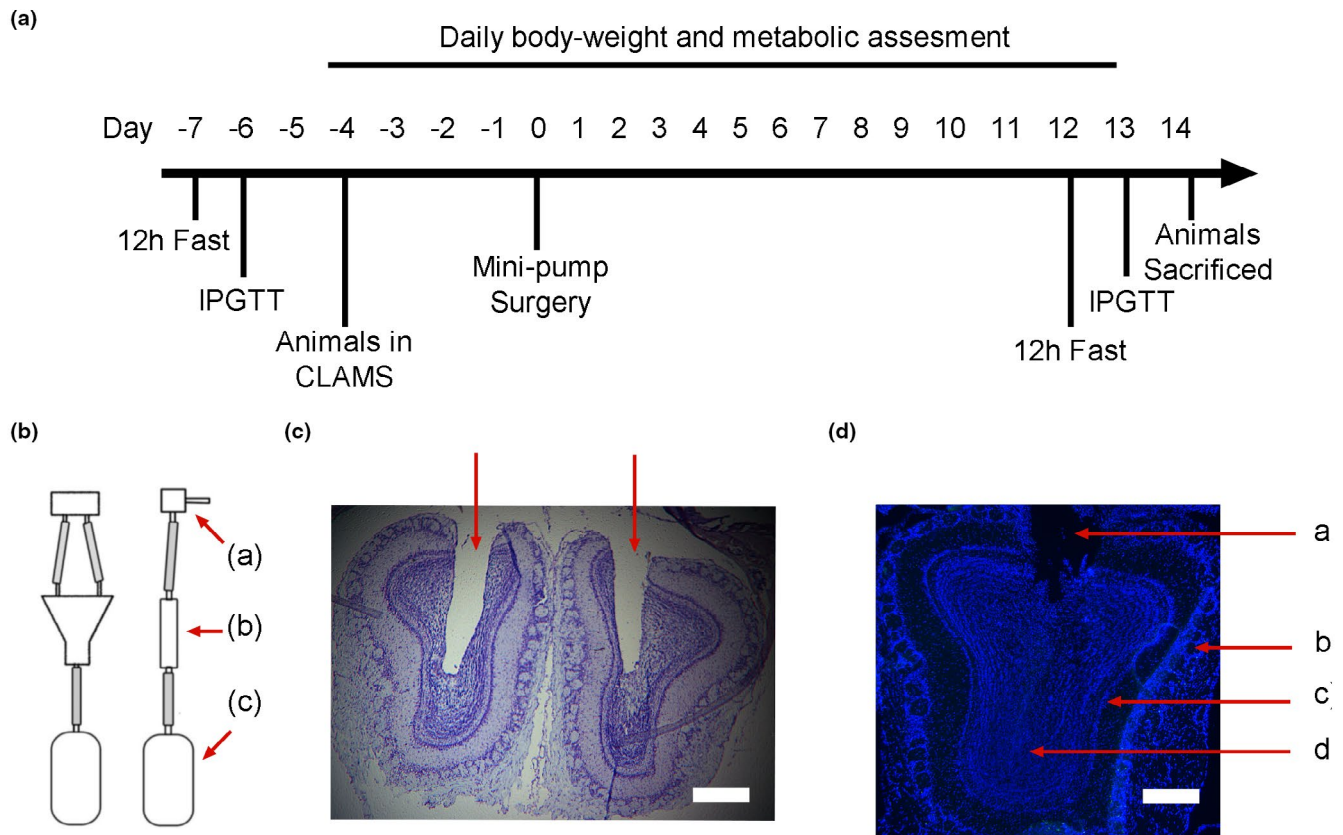 (a)
Daily body-weight and metabolic assesment
Day -7 -6 -5 -4 -3 -2 -1 0 1 2 3 4 5 6 7 8 9 10 11 12 13 14
12h Fast
IPGTT
Animals in
CLAMS
Mini-pump
Surgery
12h Fast
IPGTT
Animals
Sacrificed
(b)
(a)
(b)
(c)
(c)
(d)
a
b
c)
d